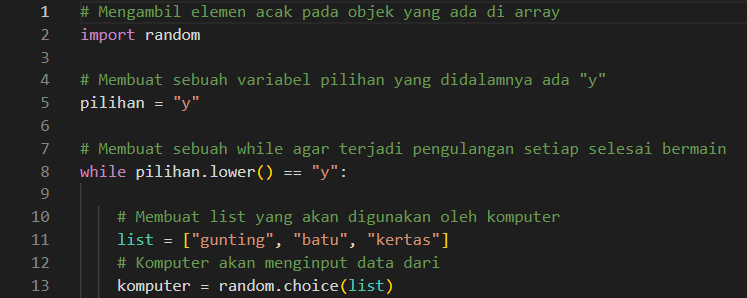 1 # Mengambil elemen acak pada objek yang ada di array
2 import random
3
4 # Membuat sebuah variabel pilihan yang didalamnya ada "y"
5 pilihan = "y"
6
7 # Membuat sebuah while agar terjadi pengulangan setiap selesai bermain
8 while pilihan.lower() == "y":
9
10 # Membuat list yang akan digunakan oleh komputer
11 list = ["gunting", "batu", "kertas"]
12 # Komputer akan menginput data dari
13 komputer = random.choice(list)